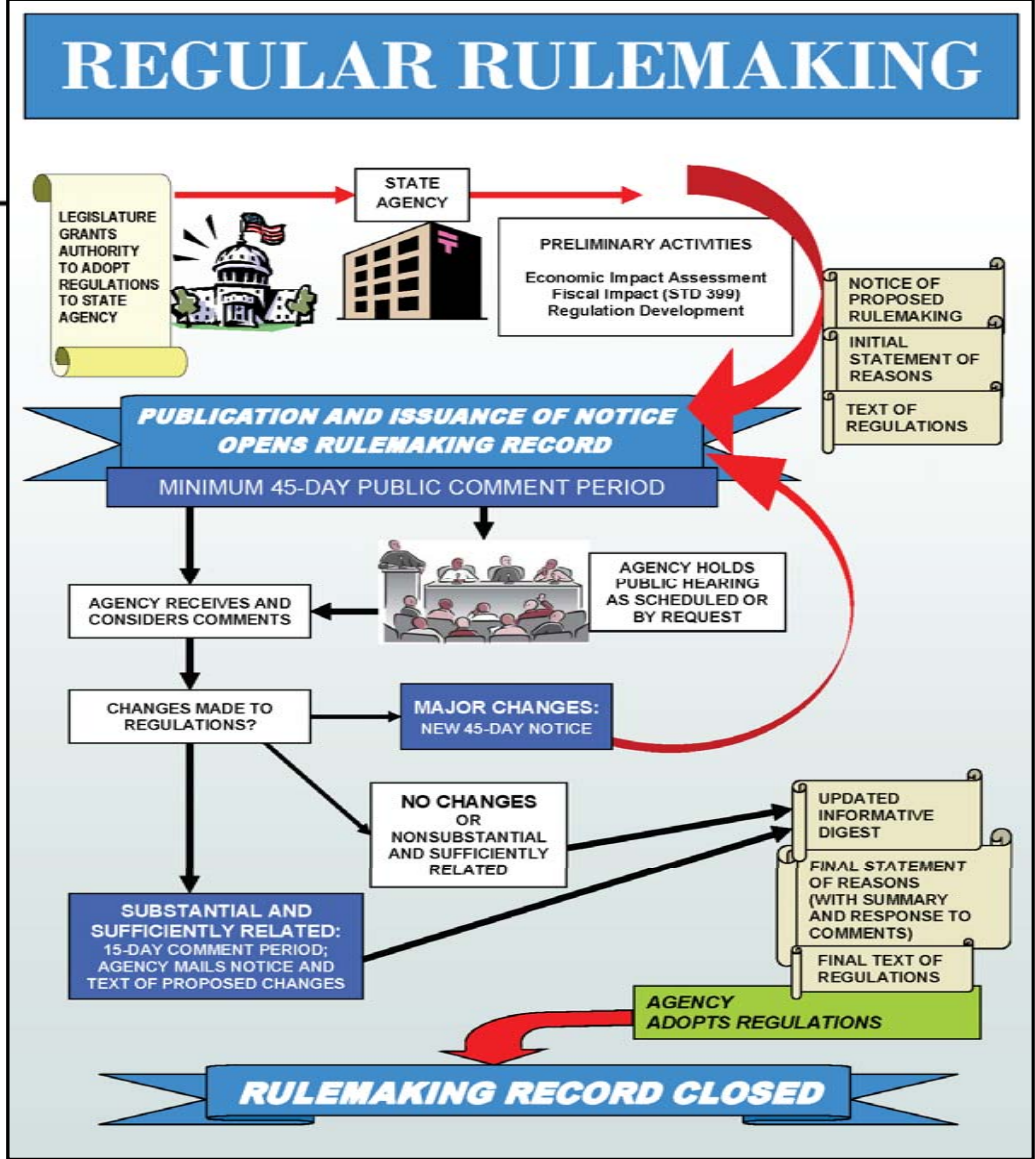 REGULAR RULEMAKING
LEGISLATURE
GRANTS
AUTHORITY
TO ADOPT
REGULATIONS
TO STATE
AGENCY
STATE
AGENCY
PRELIMINARY ACTIVITIES
Economic Impact Assessment
Fiscal Impact (STD 399)
Regulation Development
NOTICE OF
PROPOSED
RULEMAKING
INITIAL
STATEMENT OF
REASONS
TEXT OF
REGULATIONS
PUBLICATION AND ISSUANCE OF NOTICE
OPENS RULEMAKING RECORD
MINIMUM 45-DAY PUBLIC COMMENT PERIOD
AGENCY HOLDS
PUBLIC HEARING
AS SCHEDULED OR
BY REQUEST
AGENCY RECEIVES AND
CONSIDERS COMMENTS
CHANGES MADE TO
REGULATIONS?
MAJOR CHANGES:
NEW 45-DAY NOTICE
NO CHANGES
OR
NONSUBSTANTIAL
AND SUFFICIENTLY
RELATED
SUBSTANTIAL AND
SUFFICIENTLY RELATED:
15-DAY COMMENT PERIOD;
AGENCY MAILS NOTICE AND
TEXT OF PROPOSED CHANGES
UPDATED
INFORMATIVE
DIGEST
FINAL STATEMENT
OF REASONS
(WITH SUMMARY
AND RESPONSE TO
COMMENTS)
FINAL TEXT OF
REGULATIONS
AGENCY
ADOPTS REGULATIONS
RULEMAKING RECORD CLOSED